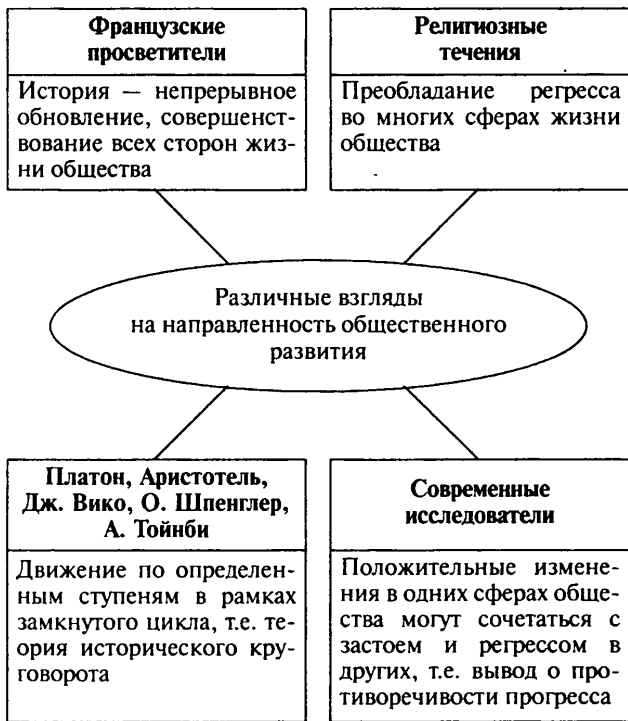 Французские
просветители
История — непрерывное
обновление, совершенст-
вование всех сторон жиз-
ни общества
Религиозные
течения
Преобладание регресса
во многих сферах жизни
общества
Различные взгляды
на направленность общественного
развития
Платон, Аристотель,
Дж. Вико, О. Шпенглер,
А. Тойнби
Движение по определен-
ным ступеням в рамках
замкнутого цикла, т.е. те-
ория исторического кру-
говорота
Современные
исследователи
Положительные измене-
ния в одних сферах обще-
ства могут сочетаться с
застоем и регрессом в
других, т.е. вывод о про-
тиворечивости прогресса